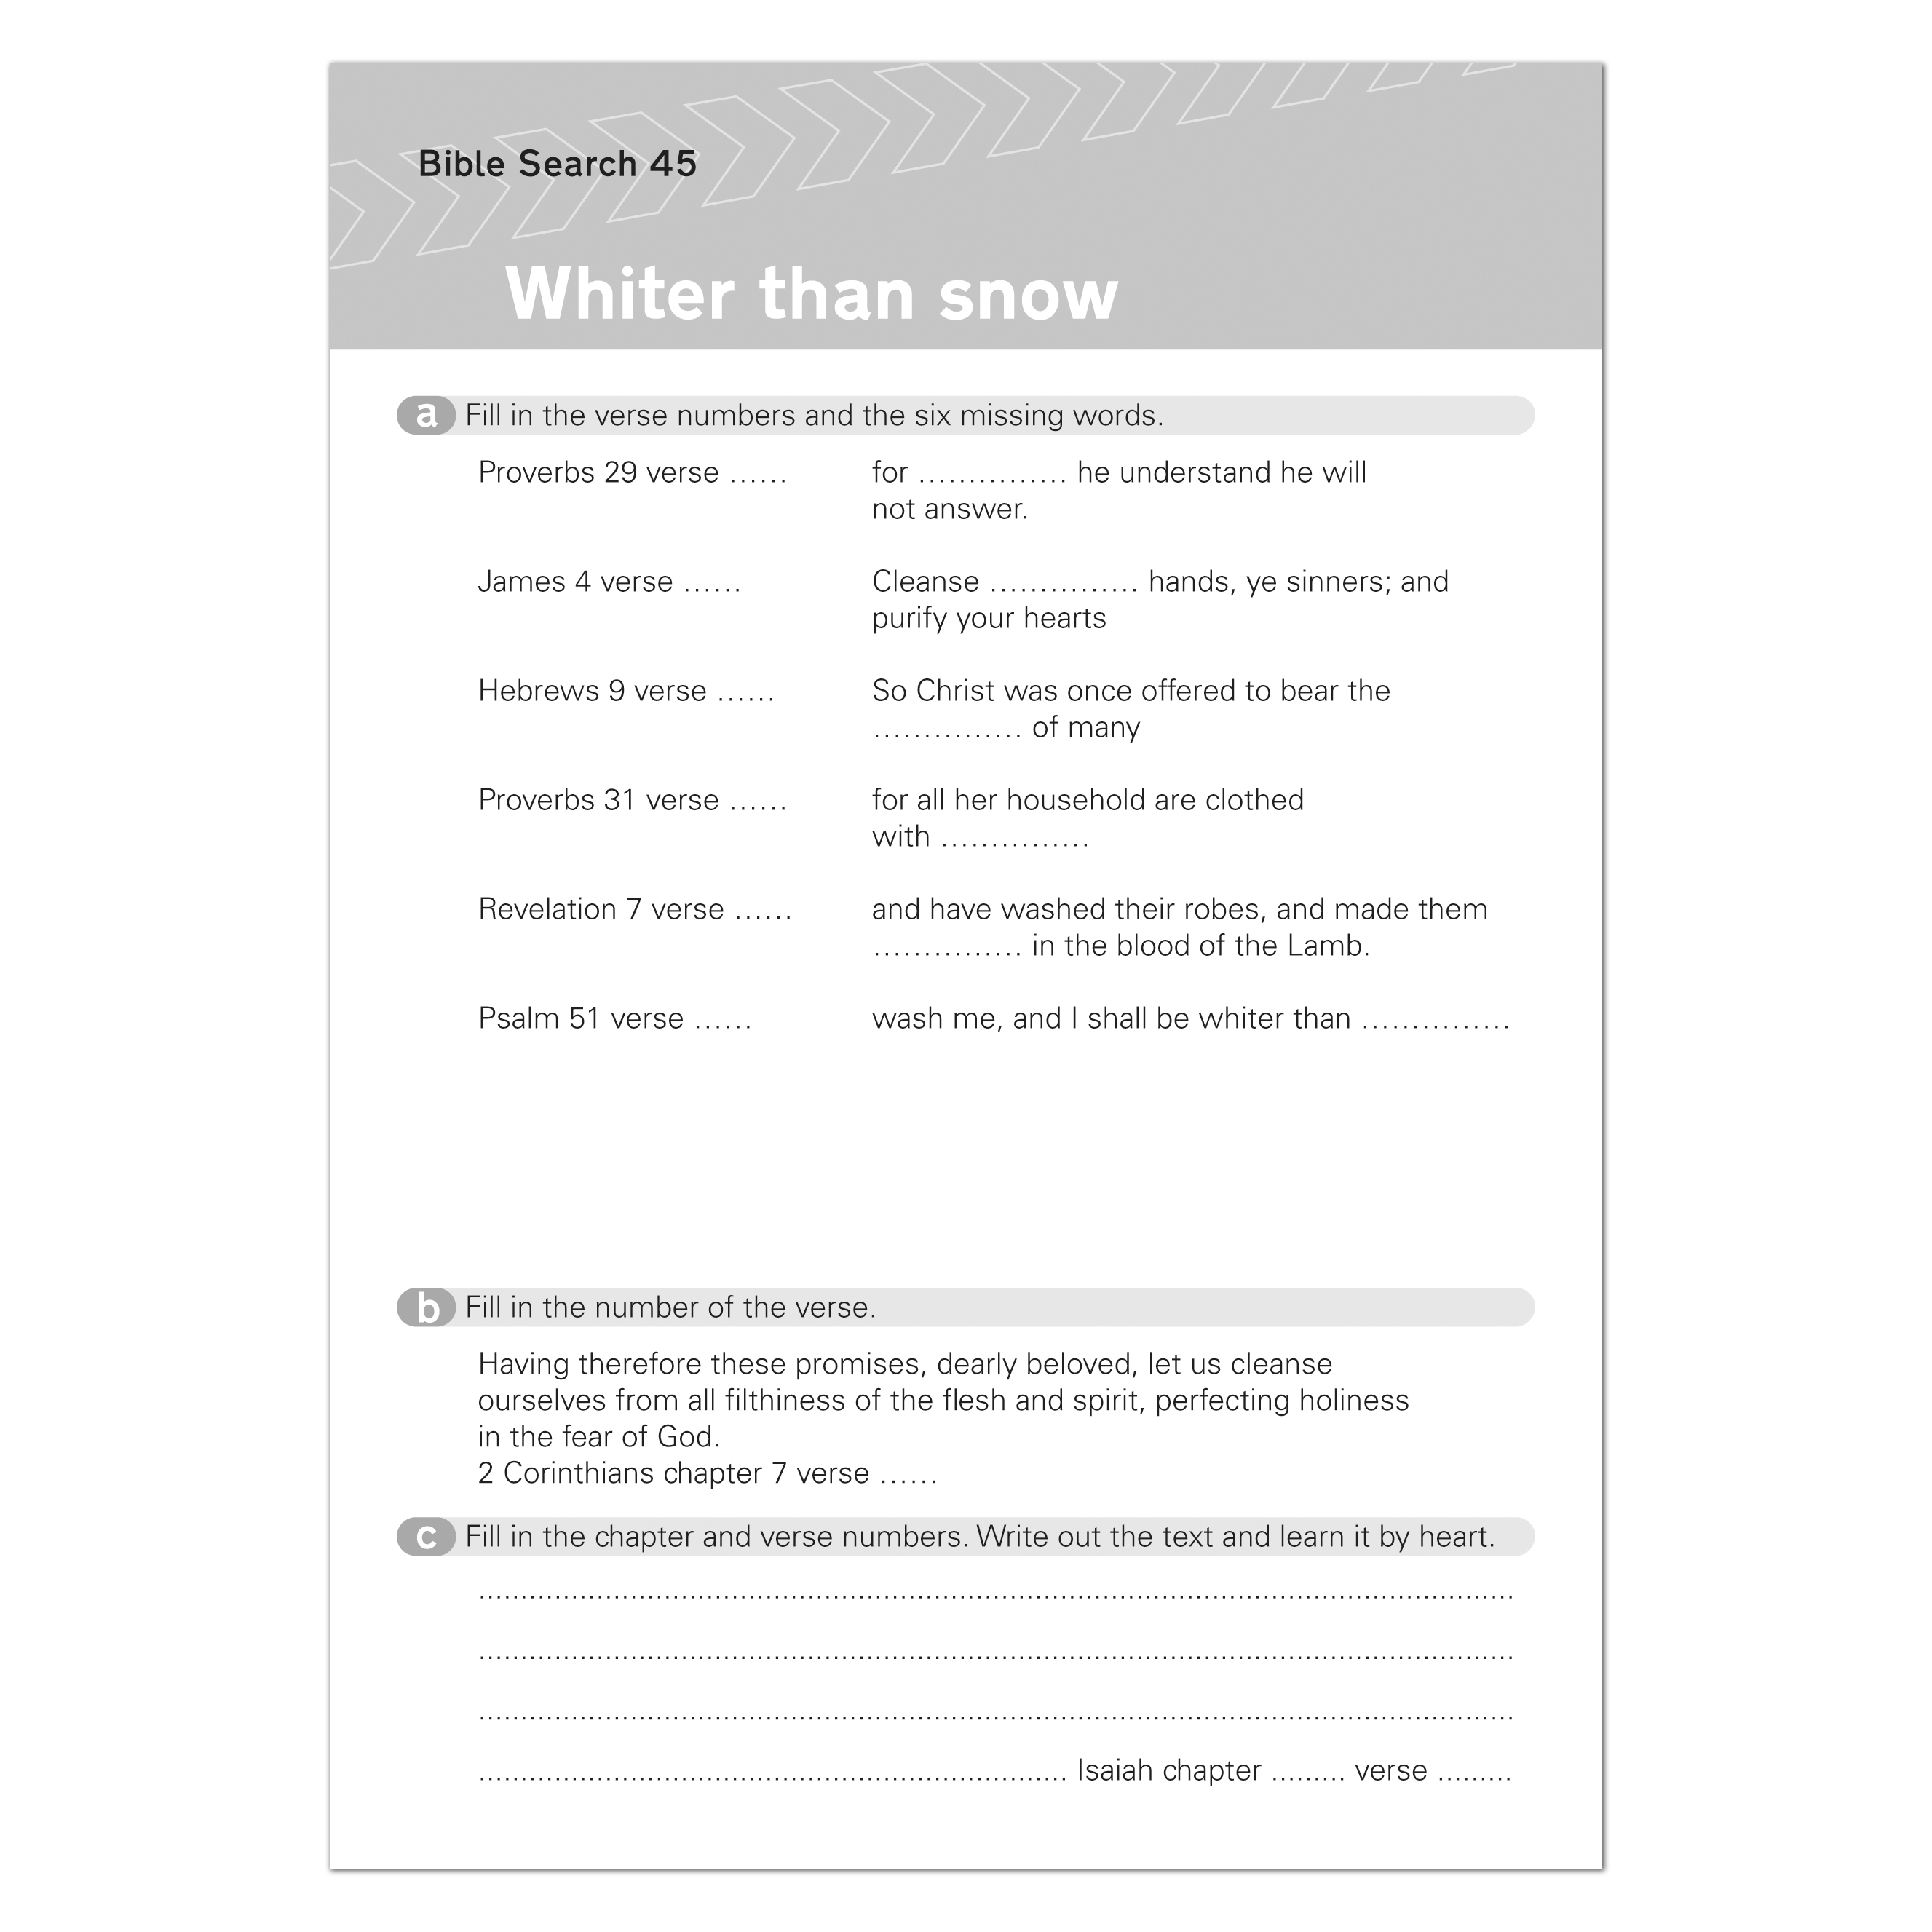 Bible Search 45
Whiter than snow
a Fill in the verse numbers and the six missing words.
Proverbs 29 verse ...... for ............... he understand he will
not answer.
James 4 verse ...... Cleanse ............... hands, ye sinners; and
purify your hearts
Hebrews 9 verse ...... So Christ was once offered to bear the
............... of many
Proverbs 31 verse ...... for all her household are clothed
with ...............
Revelation 7 verse ...... and have washed their robes, and made them
............... in the blood of the Lamb.
Psalm 51 verse ...... wash me, and I shall be whiter than ...............
b Fill in the number of the verse.
Having therefore these promises, dearly beloved, let us cleanse
ourselves from all filthiness of the flesh and spirit, perfecting holiness
in the fear of God.
2 Corinthians chapter 7 verse ......
c Fill in the chapter and verse numbers. Write out the text and learn it by heart.
Isaiah chapter ......... verse .........